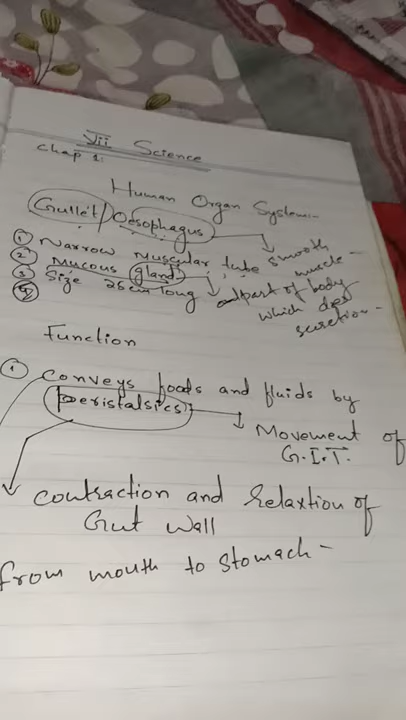 VII Science
Chap 1:
Human Organ System-
Gullet/Oesophagus
smooth muscle-
① Narrow muscular tube
② Mucous gland
part of body which does secretion-
③ Size 25cm long
Function
① Conveys foods and fluids by
peristalsics
Movement of
G.I.T.
Contraction and relaxtion of
Gut Wall
from mouth to stomach-